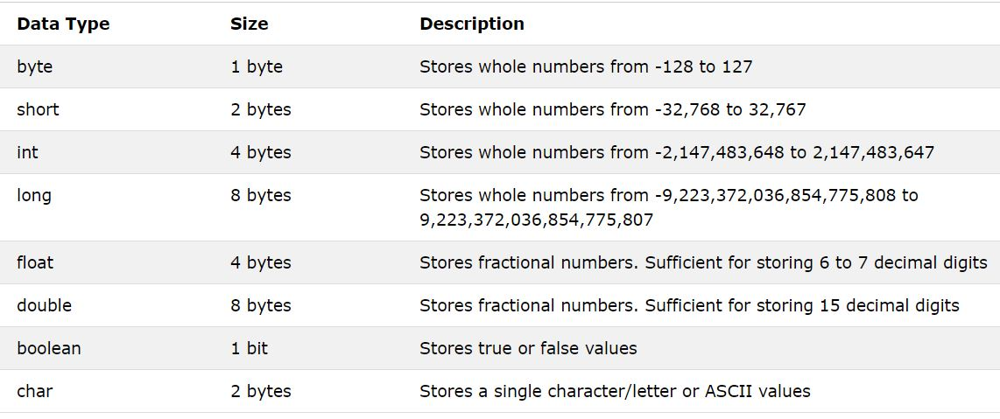 Data Type Size Description
byte 1 byte Stores whole numbers from -128 to 127
short 2 bytes Stores whole numbers from -32,768 to 32,767
int 4 bytes Stores whole numbers from -2,147,483,648 to 2,147,483,647
long 8 bytes Stores whole numbers from -9,223,372,036,854,775,808 to
9,223,372,036,854,775,807
float 4 bytes Stores fractional numbers. Sufficient for storing 6 to 7 decimal digits
double 8 bytes Stores fractional numbers. Sufficient for storing 15 decimal digits
boolean 1 bit Stores true or false values
char 2 bytes Stores a single character/letter or ASCII values